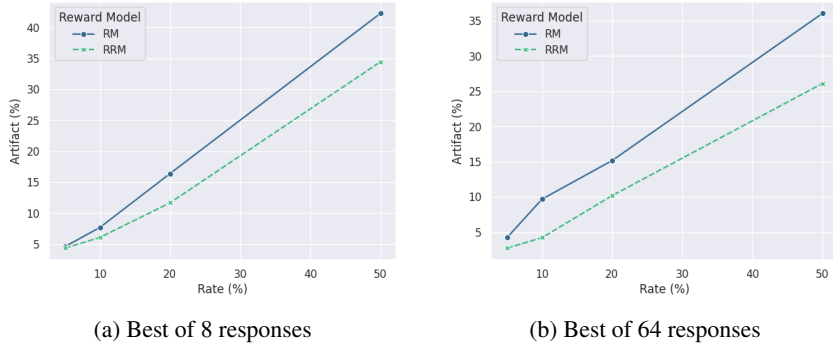 Reward Model
RM
RRM
40
35
30
25
20
15
10
5
Artifact (%)
10
20
30
40
50
Rate (%)
(a) Best of 8 responses
Reward Model
RM
RRM
35
30
25
20
15
10
5
Artifact (%)
10
20
30
40
50
Rate (%)
(b) Best of 64 responses